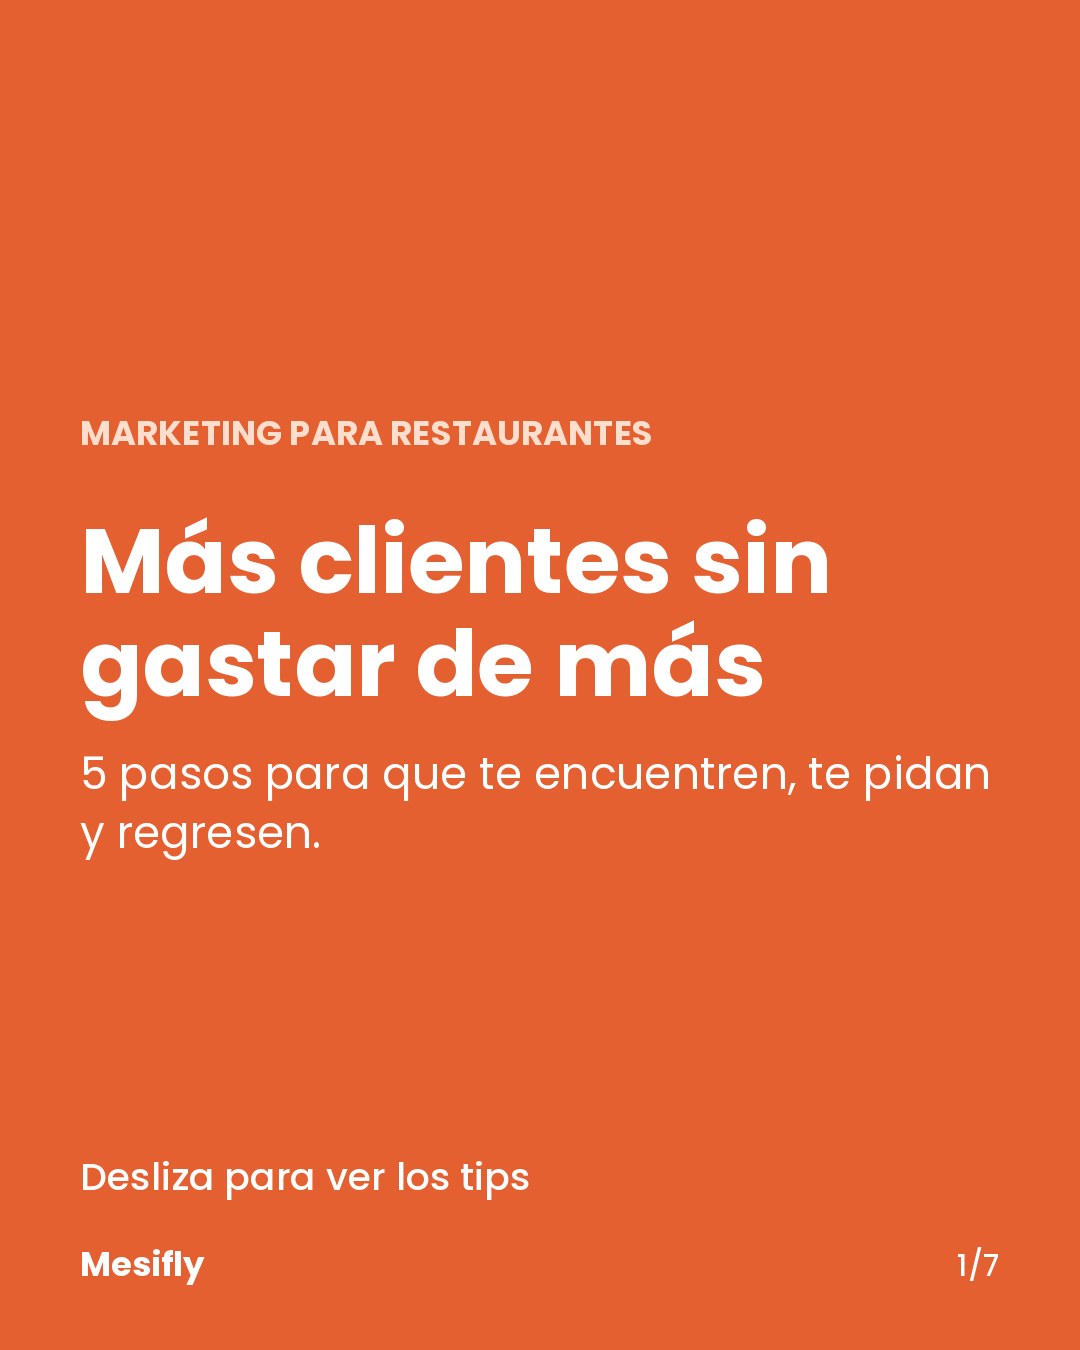 MARKETING PARA RESTAURANTES
Más clientes sin
gastar de más
5 pasos para que te encuentren, te pidan
y regresen.
Desliza para ver los tips
Mesifly
1/7